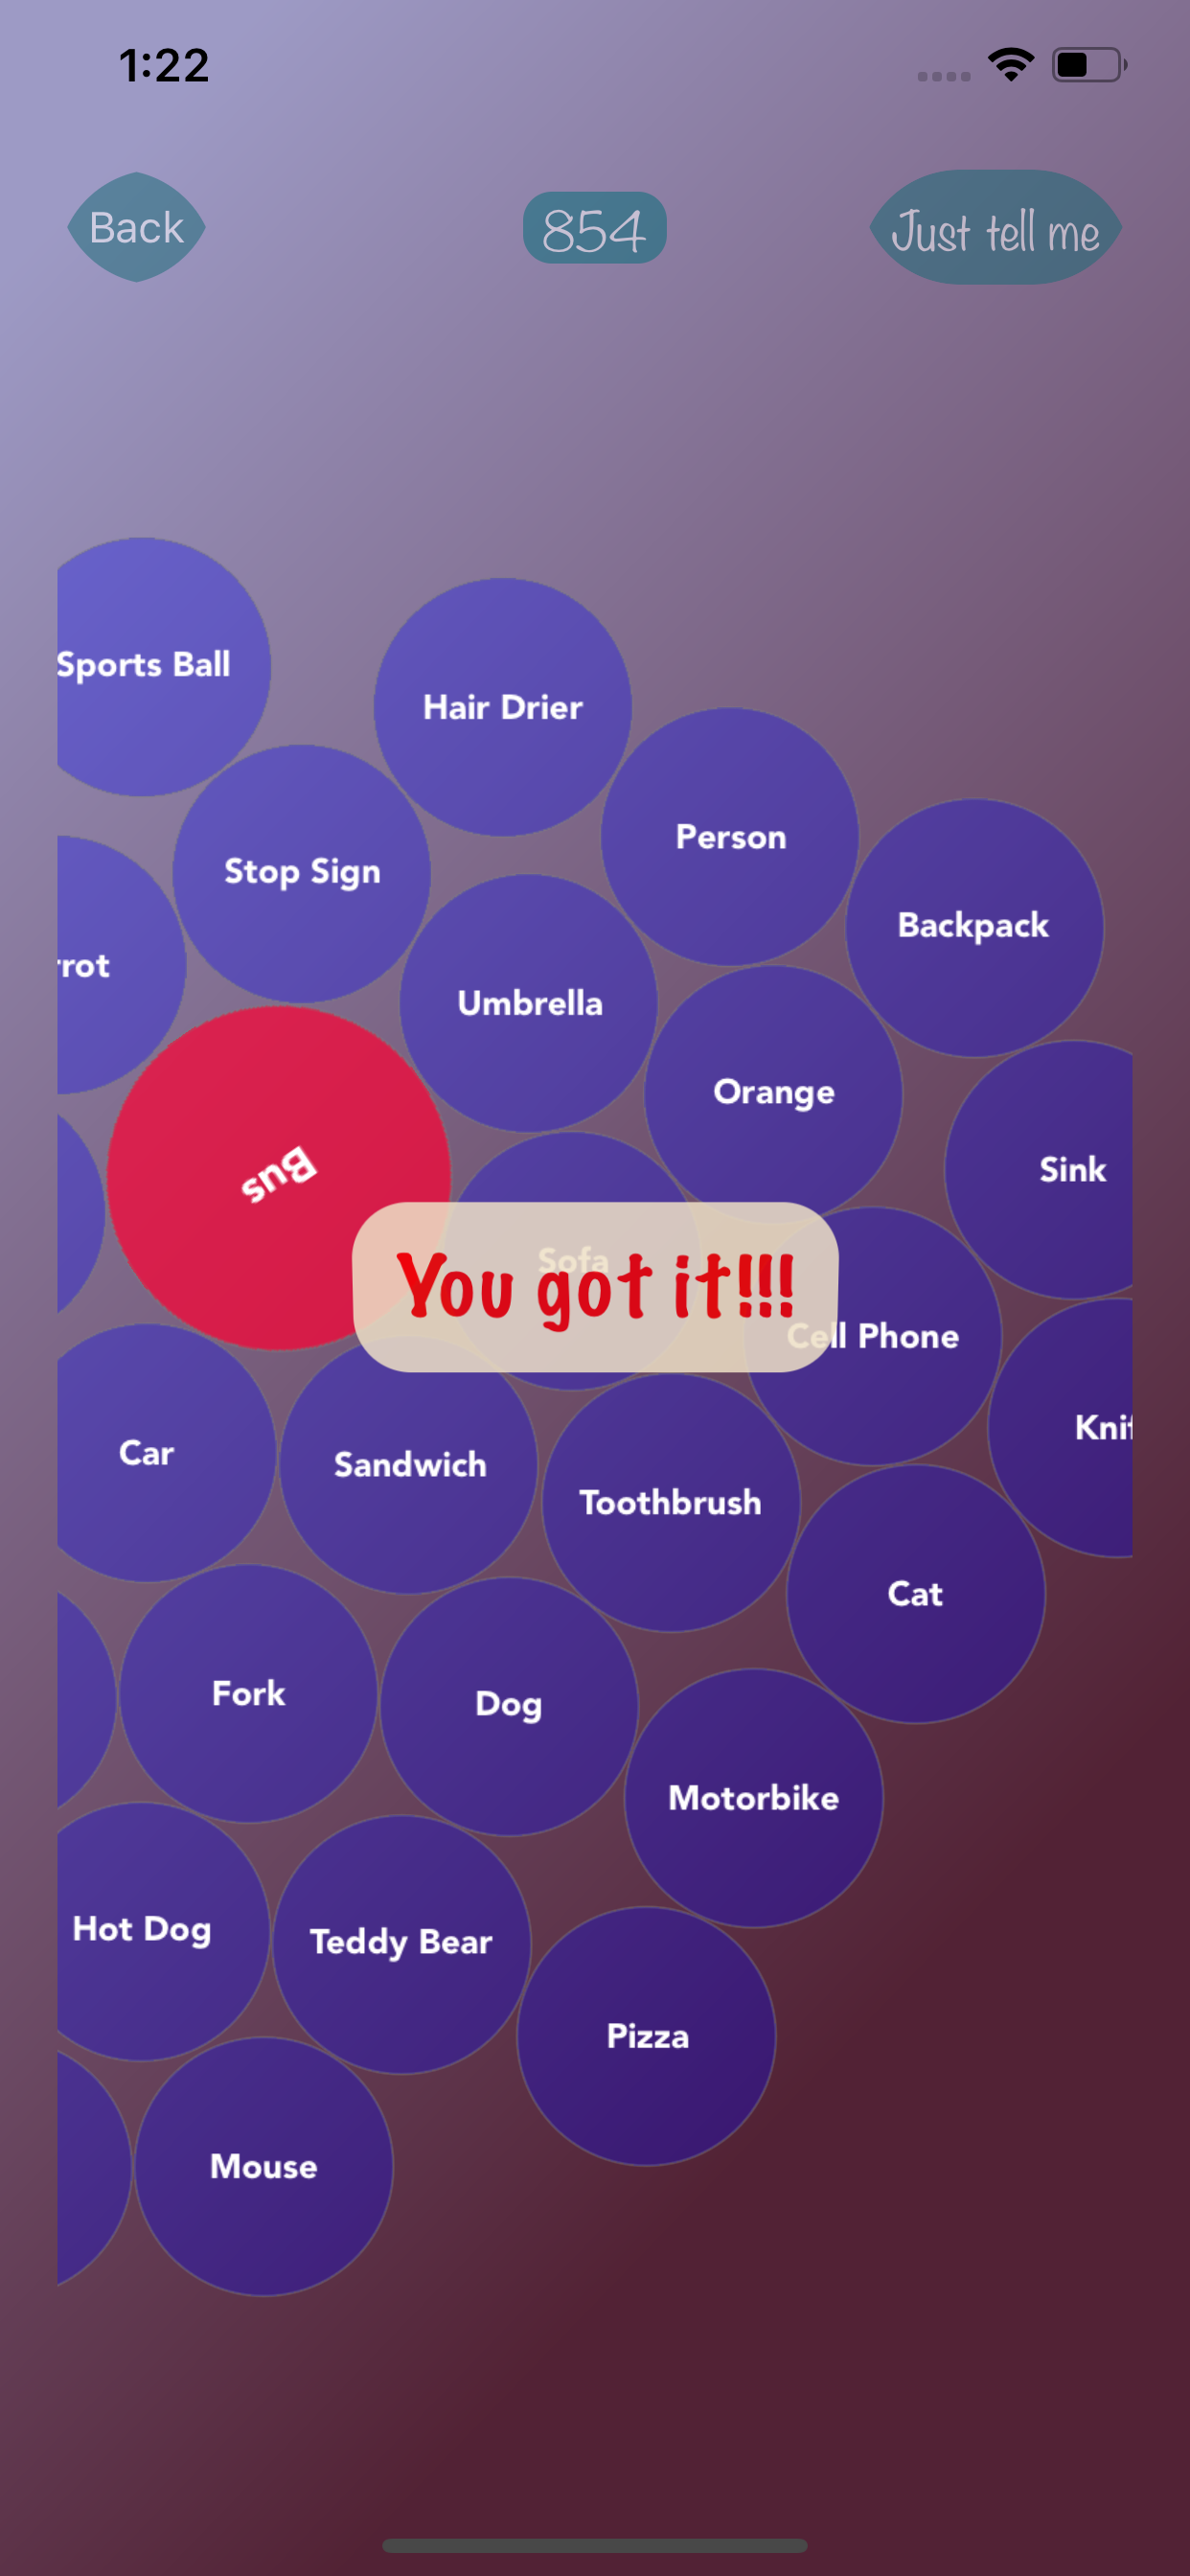 1:22
Back
854
Just tell me
Sports Ball
Hair Drier
Person
Stop Sign
Backpack
rrot
Umbrella
Orange
Bus
Sink
Sofa
You got it!!!
Cell Phone
Knif
Car
Sandwich
Toothbrush
Cat
Fork
Dog
Motorbike
Hot Dog
Teddy Bear
Pizza
Mouse